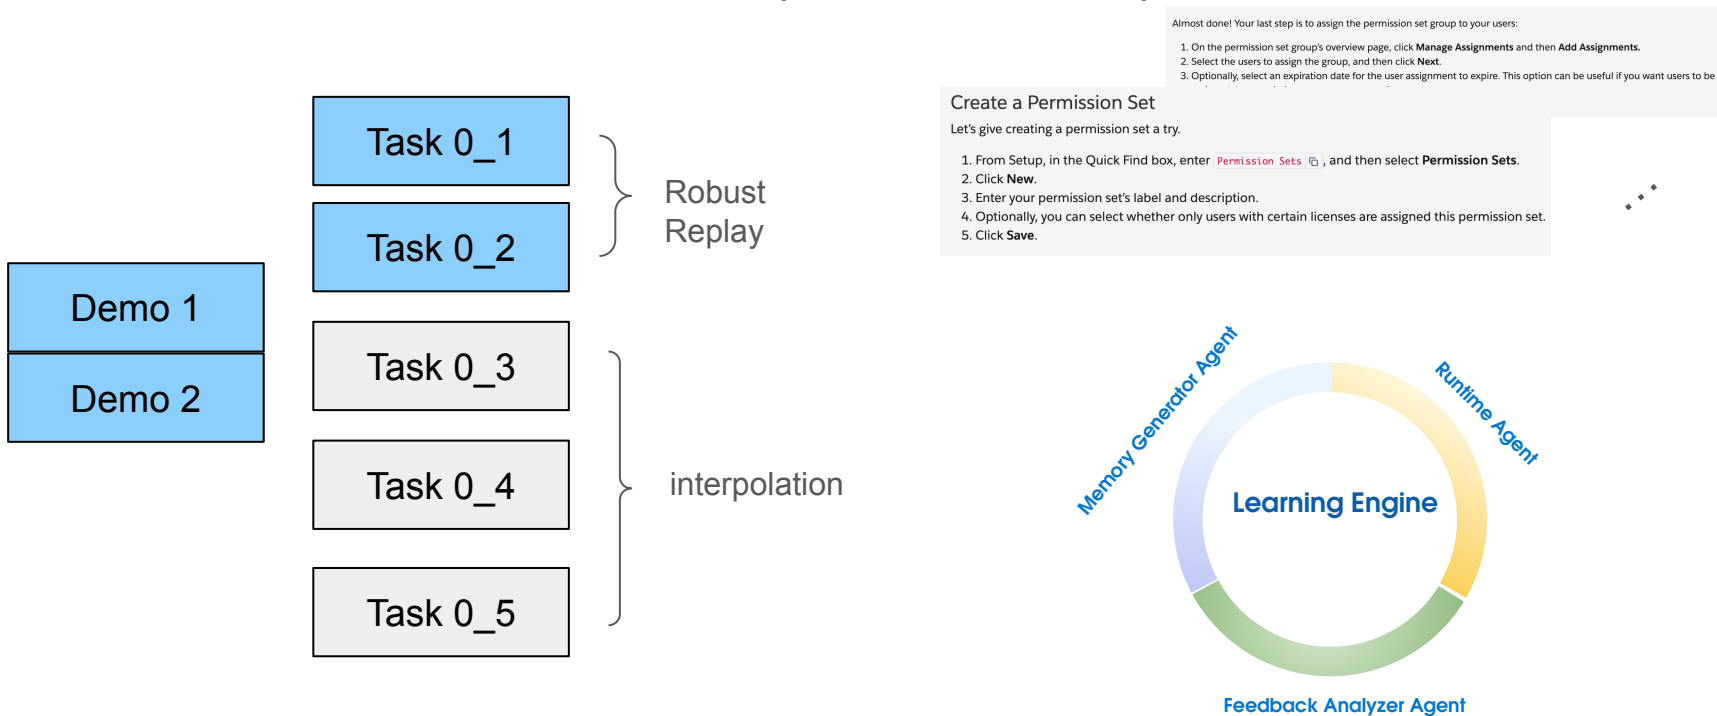 Demo 1
Demo 2
Task 0_1
Task 0_2
Task 0_3
Task 0_4
Task 0_5
Robust
Replay
interpolation
Almost done! Your last step is to assign the permission set group to your users:
1. On the permission set group's overview page, click Manage Assignments and then Add Assignments.
2. Select the users to assign the group, and then click Next.
3. Optionally, select an expiration date for the user assignment to expire. This option can be useful if you want users to be
Create a Permission Set
Let's give creating a permission set a try.
1. From Setup, in the Quick Find box, enter Permission Sets , and then select Permission Sets.
2. Click New.
3. Enter your permission set's label and description.
4. Optionally, you can select whether only users with certain licenses are assigned this permission set.
5. Click Save.
Memory Generator Agent
Runtime Agent
Learning Engine
Feedback Analyzer Agent